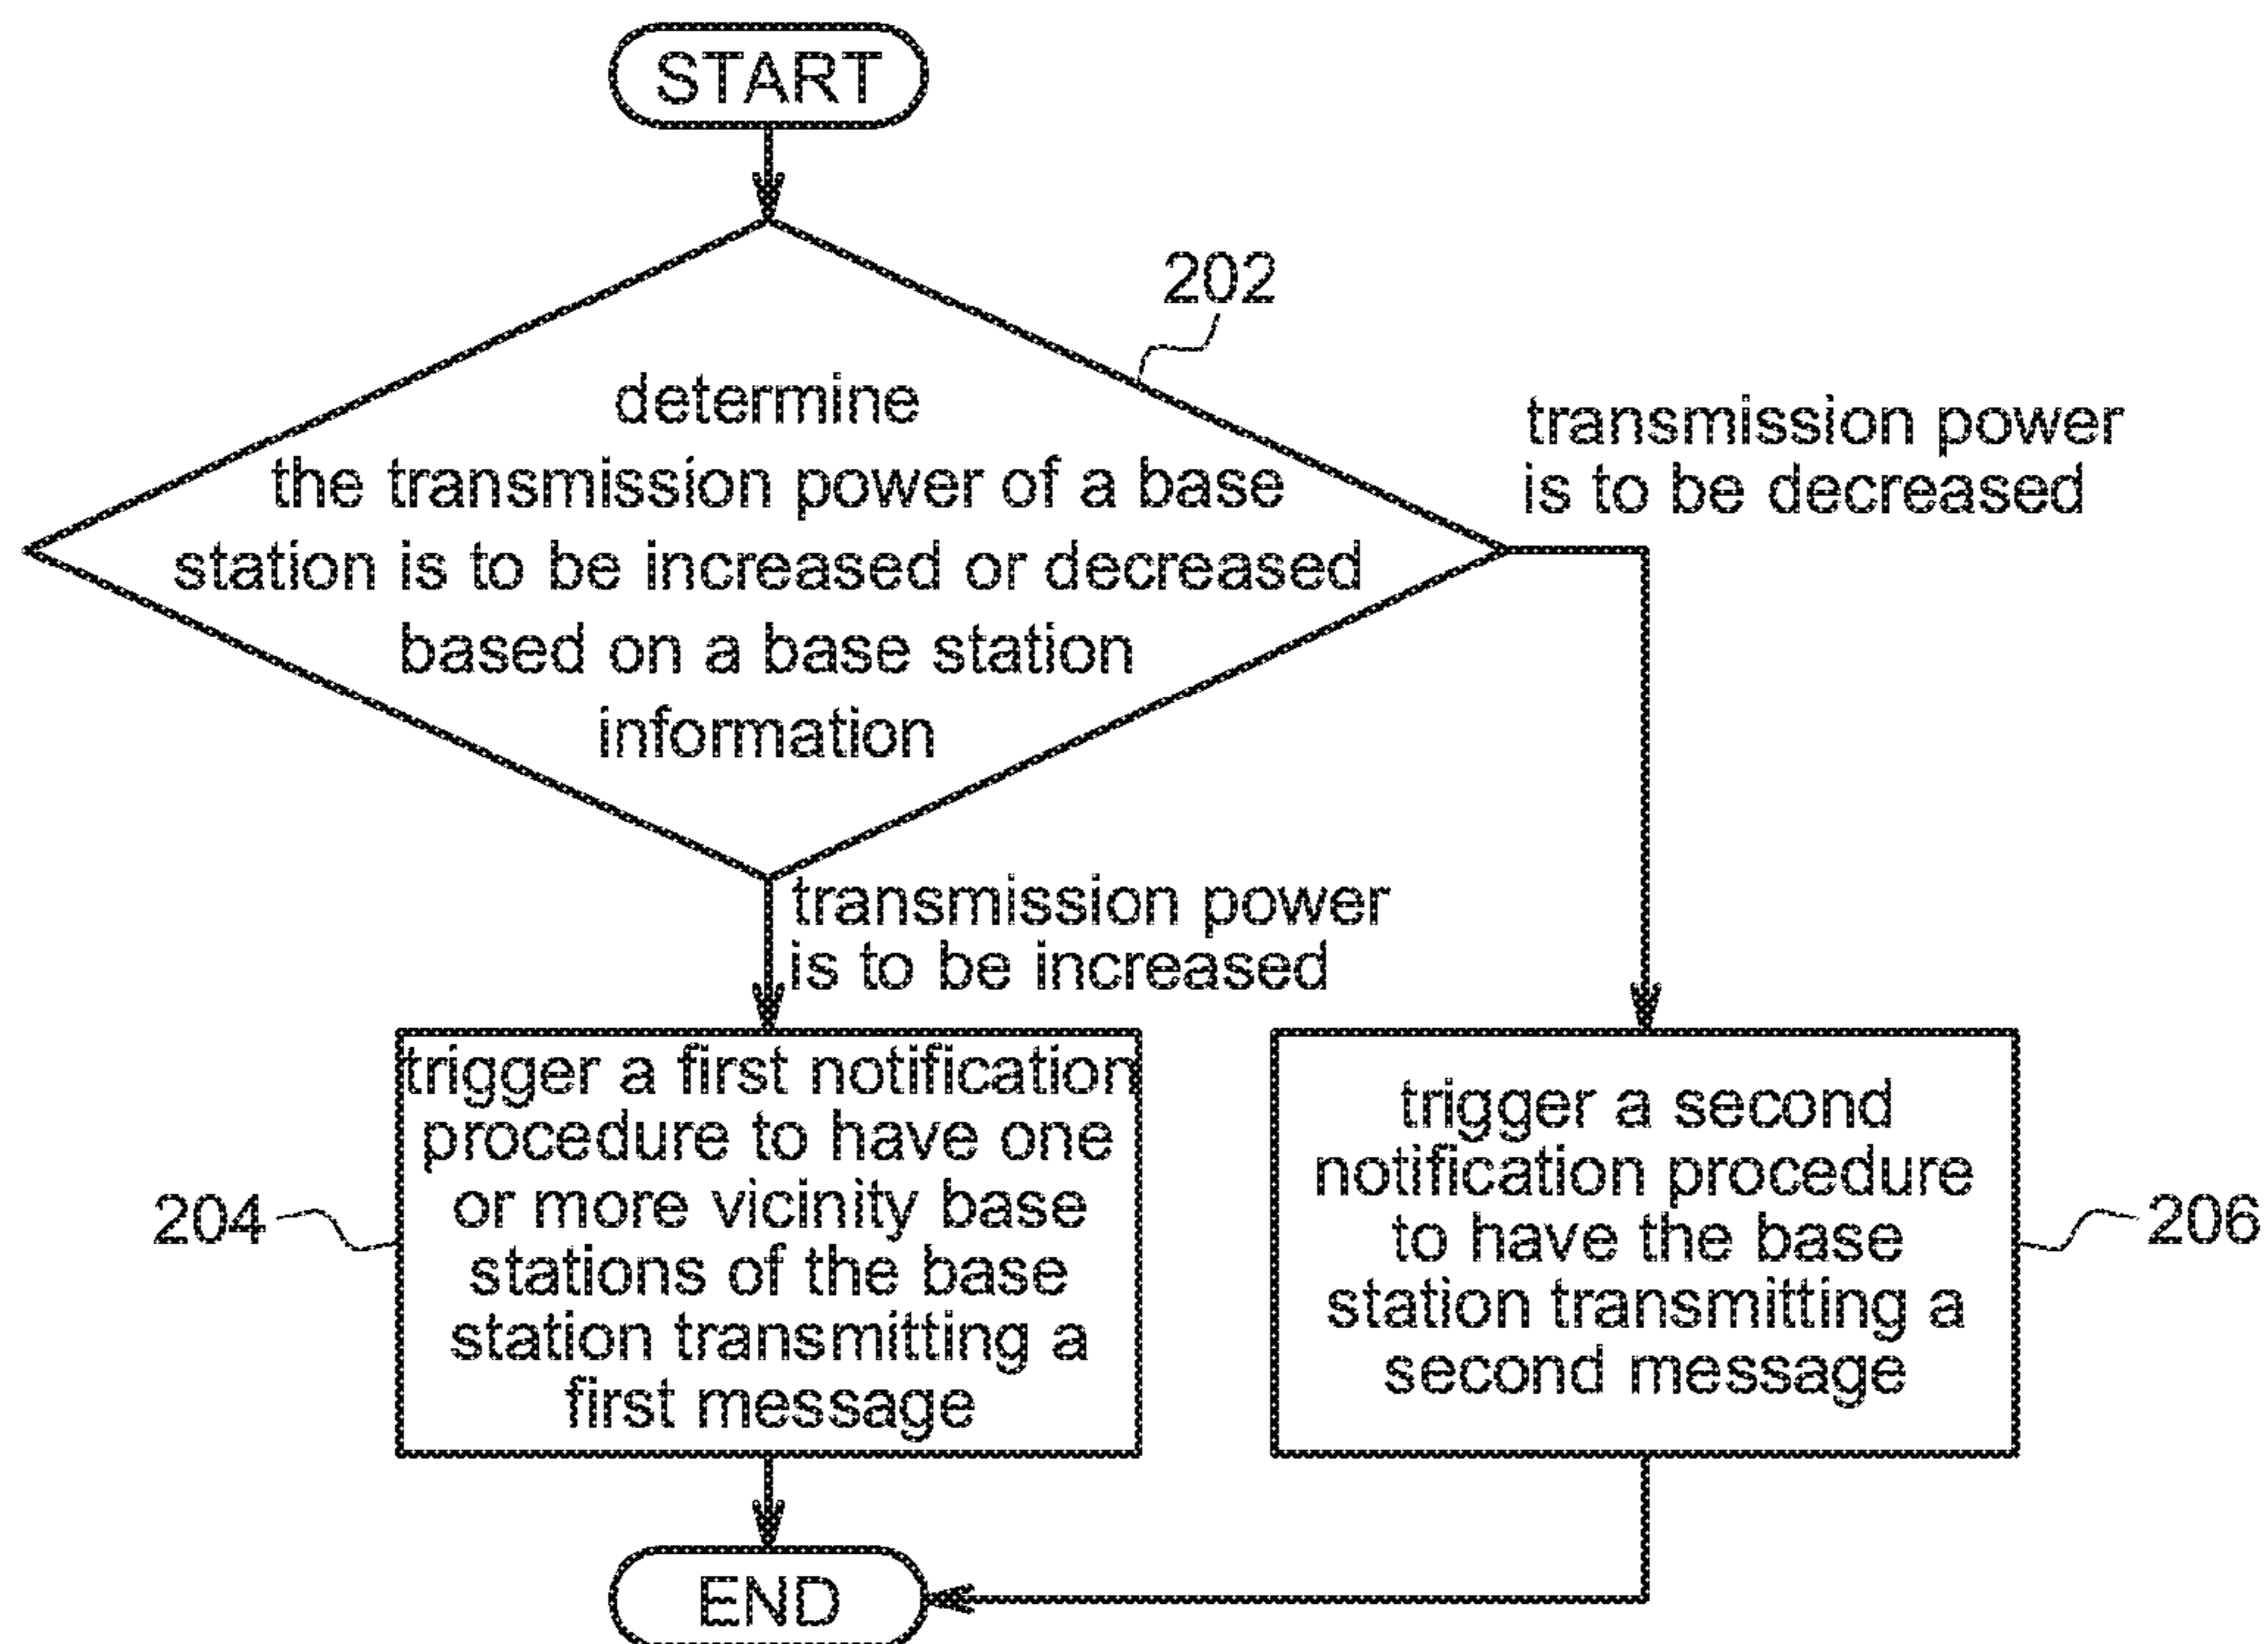 START
202
determine
the transmission power of a base
station is to be increased or decreased
based on a base station
information
transmission power
is to be decreased
transmission power
is to be increased
trigger a first notification
procedure to have one
or more vicinity base
stations of the base
station transmitting a
first message
204
trigger a second
notification procedure
to have the base
station transmitting a
second message
206
END